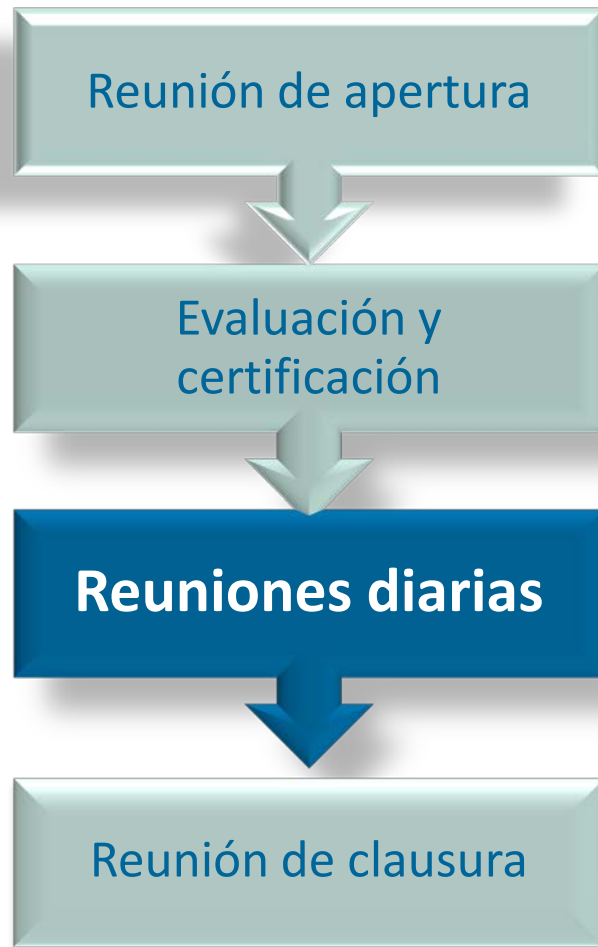 Reunión de apertura
Evaluación y
certificación
Reuniones diarias
Reunión de clausura